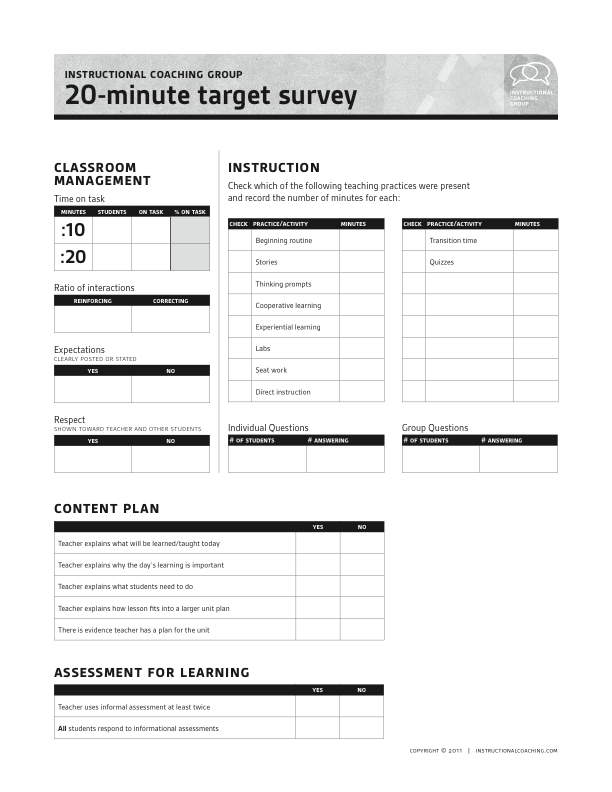 INSTRUCTIONAL COACHING GROUP
20-minute target survey
INSTRUCTIONAL
COACHING
GROUP
CLASSROOM
MANAGEMENT
Time on task
MINUTES STUDENTS ON TASK % ON TASK
:10
:20
Ratio of interactions
REINFORCING CORRECTING
Expectations
CLEARLY POSTED OR STATED
YES NO
Respect
SHOWN TOWARD TEACHER AND OTHER STUDENTS
YES NO
INSTRUCTION
Check which of the following teaching practices were present
and record the number of minutes for each:
CHECK PRACTICE/ACTIVITY MINUTES
Beginning routine
Stories
Thinking prompts
Cooperative learning
Experiential learning
Labs
Seat work
Direct instruction
CHECK PRACTICE/ACTIVITY MINUTES
Transition time
Quizzes
Individual Questions
# OF STUDENTS # ANSWERING
Group Questions
# OF STUDENTS # ANSWERING
CONTENT PLAN
YES NO
Teacher explains what will be learned/taught today
Teacher explains why the day's learning is important
Teacher explains what students need to do
Teacher explains how lesson fits into a larger unit plan
There is evidence teacher has a plan for the unit
ASSESSMENT FOR LEARNING
YES NO
Teacher uses informal assessment at least twice
All students respond to informational assessments
COPYRIGHT © 2011 | INSTRUCTIONALCOACHING.COM